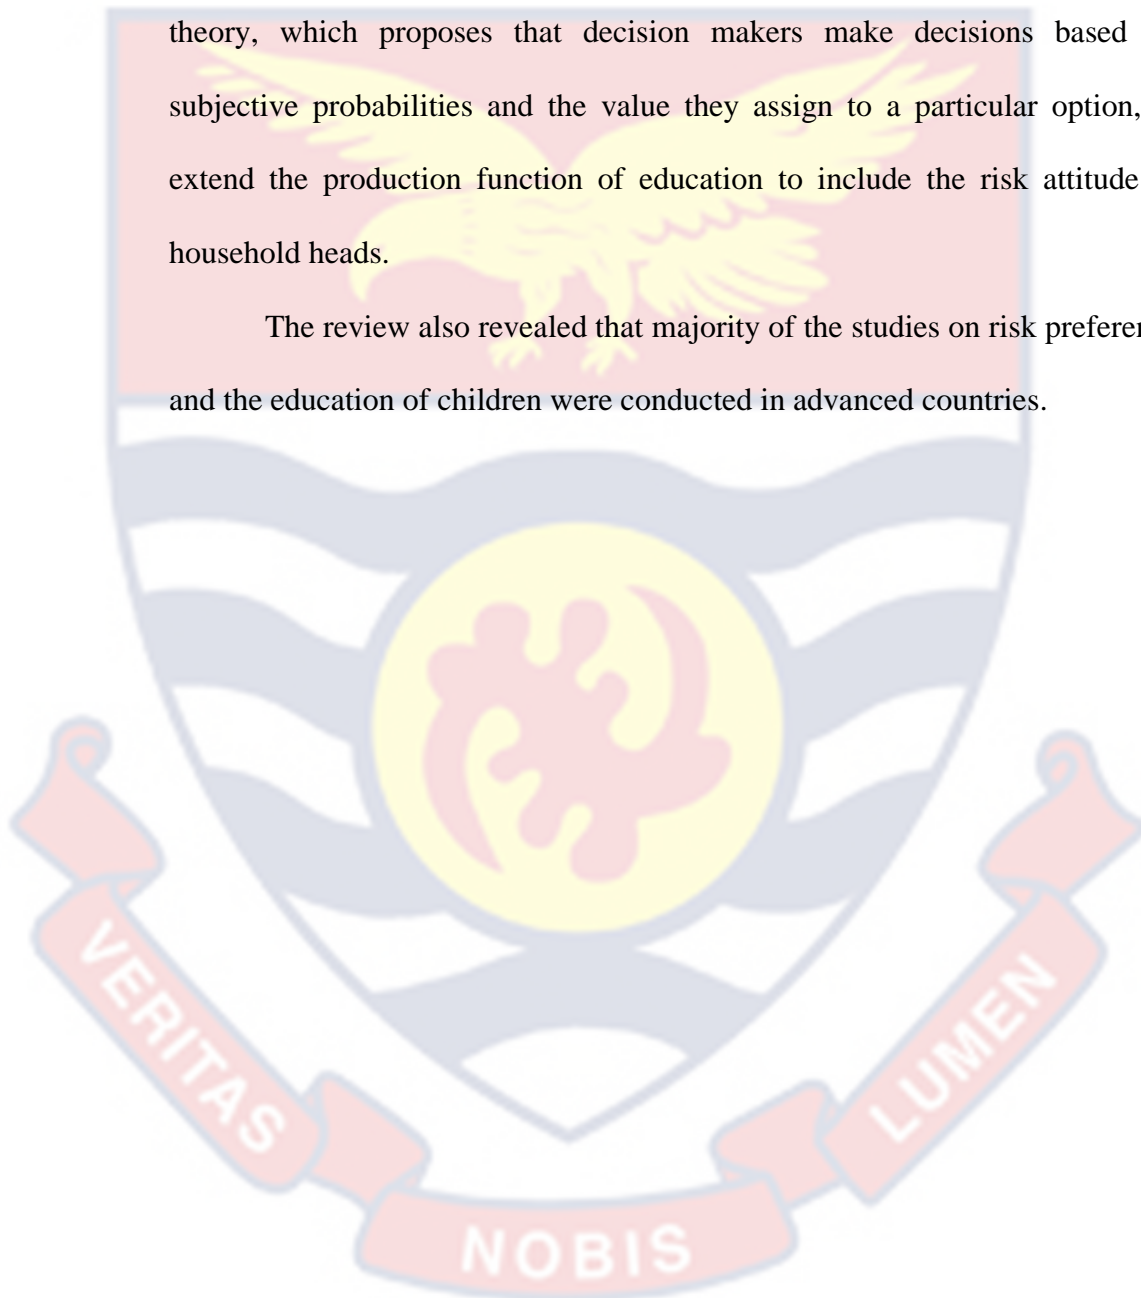 theory, which proposes that decision makers make decisions based
subjective probabilities and the value they assign to a particular option,
extend the production function of education to include the risk attitude
household heads.
The review also revealed that majority of the studies on risk
and the education of children were conducted in advanced countries.
VERITAS
NOBIS
LUMEN